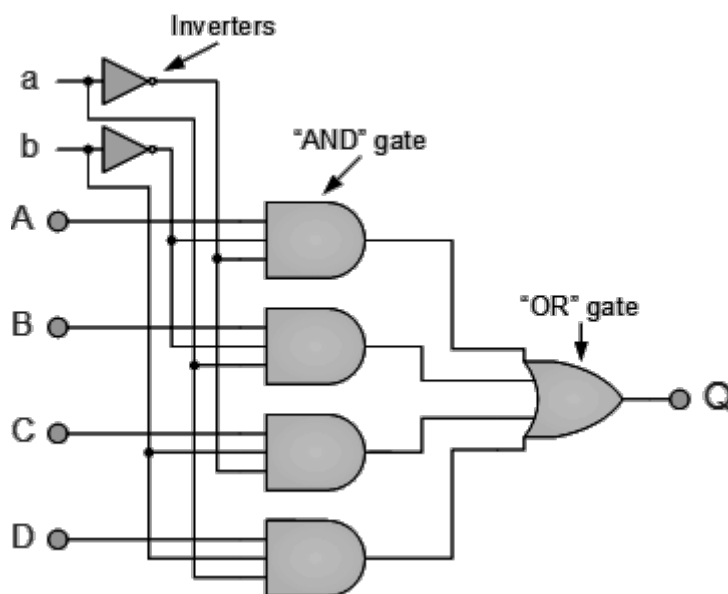 Inverters
a
b
“AND” gate
A
B
“OR” gate
Q
C
D